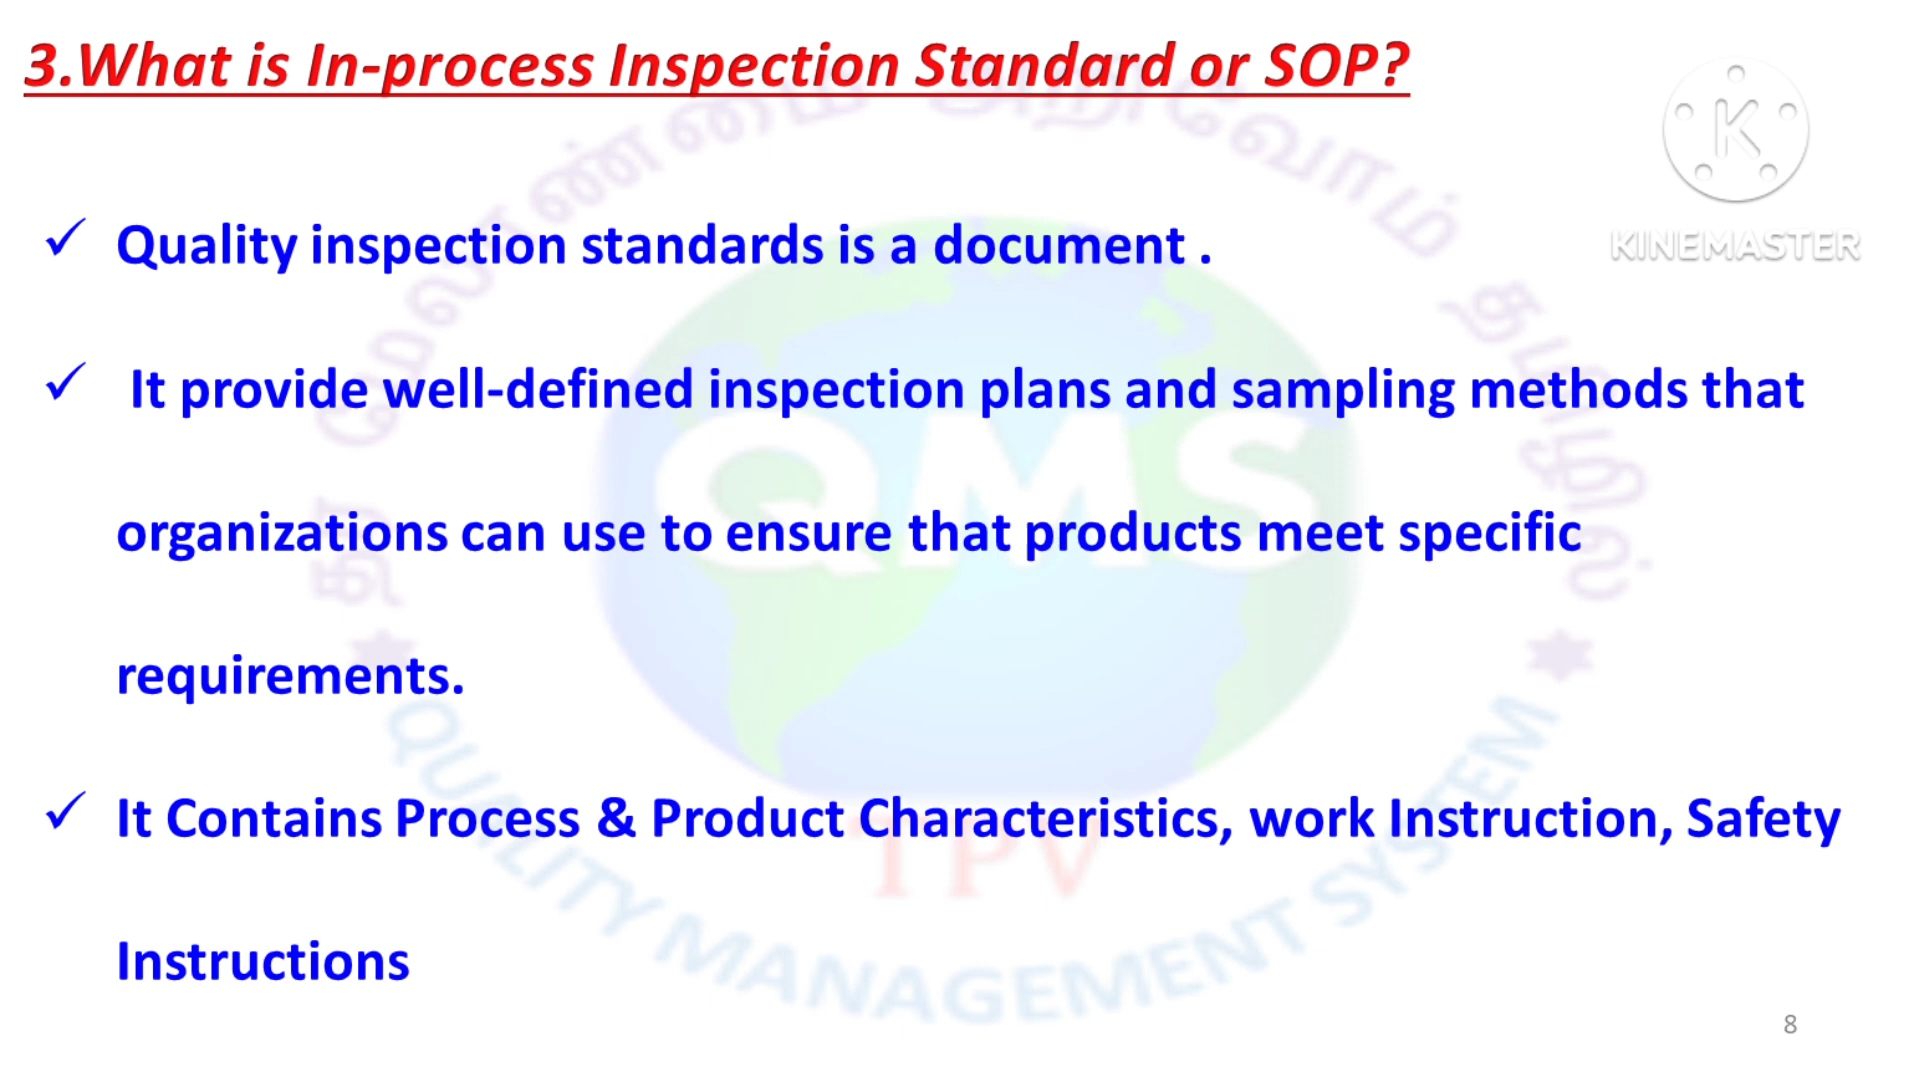 3.What is In-process Inspection Standard or SOP?
KINEMASTER
✓ Quality inspection standards is a document .
✓ It provide well-defined inspection plans and sampling methods that
organizations can use to ensure that products meet specific
requirements.
✓ It Contains Process & Product Characteristics, work Instruction, Safety
Instructions
QMS
TPV
QUALITY MANAGEMENT SYSTEM
8